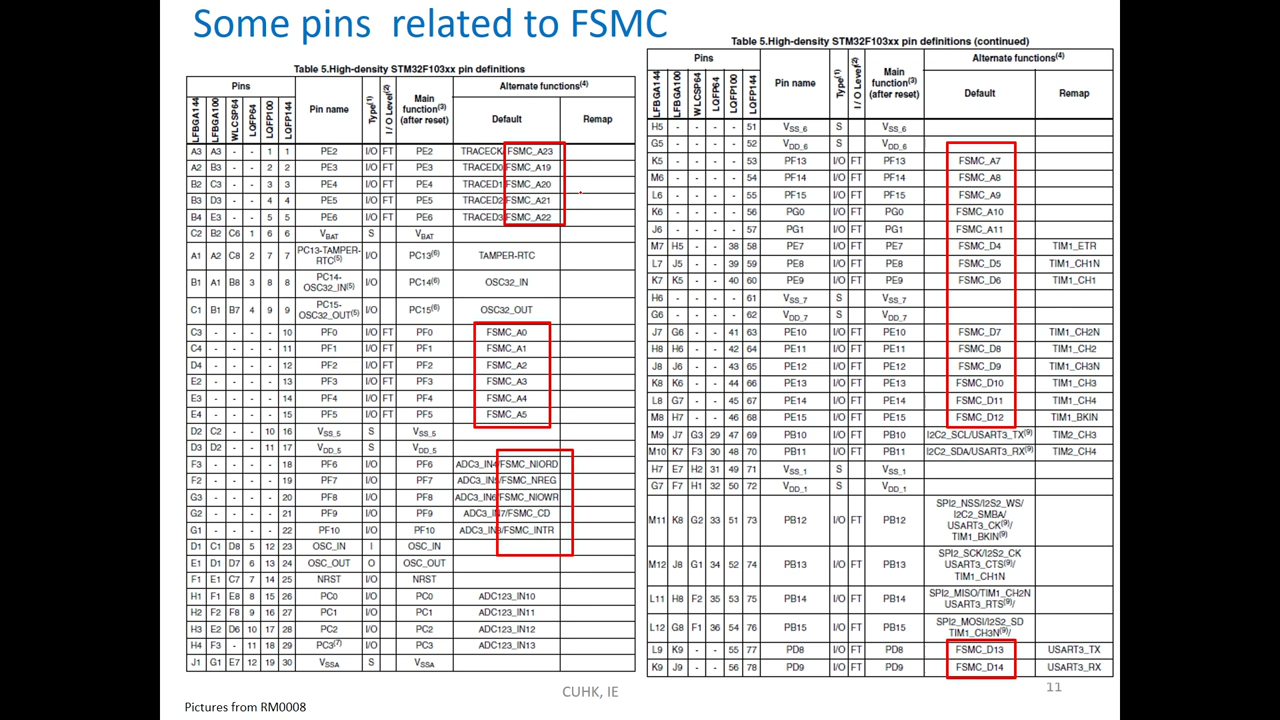 Some pins related to FSMC
Table 5.High-density STM32F103xx pin definitions
Pins Alternate functions(4)
LFBGA144 LFBGA100 WLCSP64 LQFP64 LQFP100 LQFP144 Pin name Type(1) I / O Level(2) Main function(3) (after reset) Default Remap
A3 A3 - - 1 1 PE2 I/O FT PE2 TRACECK/FSMC_A23
A2 B3 - - 2 2 PE3 I/O FT PE3 TRACED0/FSMC_A19
B2 C3 - - 3 3 PE4 I/O FT PE4 TRACED1/FSMC_A20
B3 D3 - - 4 4 PE5 I/O FT PE5 TRACED2/FSMC_A21
B4 E3 - - 5 5 PE6 I/O FT PE6 TRACED3/FSMC_A22
C2 B2 C6 1 6 6 VBAT S VBAT
A1 A2 C8 2 7 7 PC13-TAMPER-RTC(5) I/O PC13(6) TAMPER-RTC
B1 A1 B8 3 8 8 PC14-OSC32_IN(5) I/O PC14(6) OSC32_IN
C1 B1 B7 4 9 9 PC15-OSC32_OUT(5) I/O PC15(6) OSC32_OUT
C3 - - - - 10 PF0 I/O FT PF0 FSMC_A0
C4 - - - - 11 PF1 I/O FT PF1 FSMC_A1
D4 - - - - 12 PF2 I/O FT PF2 FSMC_A2
E2 - - - - 13 PF3 I/O FT PF3 FSMC_A3
E3 - - - - 14 PF4 I/O FT PF4 FSMC_A4
E4 - - - - 15 PF5 I/O FT PF5 FSMC_A5
D2 C2 - - 10 16 VSS_5 S VSS_5
D3 D2 - - 11 17 VDD_5 S VDD_5
F3 - - - - 18 PF6 I/O PF6 ADC3_IN4/FSMC_NIORD
F2 - - - - 19 PF7 I/O PF7 ADC3_IN5/FSMC_NREG
G3 - - - - 20 PF8 I/O PF8 ADC3_IN6/FSMC_NIOWR
G2 - - - - 21 PF9 I/O PF9 ADC3_IN7/FSMC_CD
G1 - - - - 22 PF10 I/O PF10 ADC3_IN8/FSMC_INTR
D1 C1 D8 5 12 23 OSC_IN I OSC_IN
E1 D1 D7 6 13 24 OSC_OUT O OSC_OUT
F1 E1 C7 7 14 25 NRST I/O NRST
H1 F1 E8 8 15 26 PC0 I/O PC0 ADC123_IN10
H2 F2 F8 9 16 27 PC1 I/O PC1 ADC123_IN11
H3 E2 D6 10 17 28 PC2 I/O PC2 ADC123_IN12
H4 F3 - 11 18 29 PC3(7) I/O PC3 ADC123_IN13
J1 G1 E7 12 19 30 VSSA S VSSA
Table 5.High-density STM32F103xx pin definitions (continued)
Pins Alternate functions(4)
LFBGA144 LFBGA100 WLCSP64 LQFP64 LQFP100 LQFP144 Pin name Type(1) I / O Level(2) Main function(3) (after reset) Default Remap
H5 - - - - 51 VSS_6 S VSS_6
G5 - - - - 52 VDD_6 S VDD_6
K5 - - - - 53 PF13 I/O FT PF13 FSMC_A7
M6 - - - - 54 PF14 I/O FT PF14 FSMC_A8
L6 - - - - 55 PF15 I/O FT PF15 FSMC_A9
K6 - - - - 56 PG0 I/O FT PG0 FSMC_A10
J6 - - - - 57 PG1 I/O FT PG1 FSMC_A11
M7 H5 - - 38 58 PE7 I/O FT PE7 FSMC_D4 TIM1_ETR
L7 J5 - - 39 59 PE8 I/O FT PE8 FSMC_D5 TIM1_CH1N
K7 K5 - - 40 60 PE9 I/O FT PE9 FSMC_D6 TIM1_CH1
H6 - - - - 61 VSS_7 S VSS_7
G6 - - - - 62 VDD_7 S VDD_7
J7 G6 - - 41 63 PE10 I/O FT PE10 FSMC_D7 TIM1_CH2N
H8 H6 - - 42 64 PE11 I/O FT PE11 FSMC_D8 TIM1_CH2
J8 J6 - - 43 65 PE12 I/O FT PE12 FSMC_D9 TIM1_CH3N
K8 K6 - - 44 66 PE13 I/O FT PE13 FSMC_D10 TIM1_CH3
L8 G7 - - 45 67 PE14 I/O FT PE14 FSMC_D11 TIM1_CH4
M8 H7 - - 46 68 PE15 I/O FT PE15 FSMC_D12 TIM1_BKIN
M9 J7 G3 29 47 69 PB10 I/O FT PB10 I2C2_SCL/USART3_TX(9) TIM2_CH3
M10 K7 F3 30 48 70 PB11 I/O FT PB11 I2C2_SDA/USART3_RX(9) TIM2_CH4
H7 E7 H2 31 49 71 VSS_1 S VSS_1
G7 F7 H1 32 50 72 VDD_1 S VDD_1
M11 K8 G2 33 51 73 PB12 I/O FT PB12 SPI2_NSS/I2S2_WS/ I2C2_SMBA/ USART3_CK(9)/ TIM1_BKIN(9)
M12 J8 G1 34 52 74 PB13 I/O FT PB13 SPI2_SCK/I2S2_CK USART3_CTS(9)/ TIM1_CH1N
L11 H8 F2 35 53 75 PB14 I/O FT PB14 SPI2_MISO/TIM1_CH2N USART3_RTS(9)/
L12 G8 F1 36 54 76 PB15 I/O FT PB15 SPI2_MOSI/I2S2_SD TIM1_CH3N(9)/
L9 K9 - - 55 77 PD8 I/O FT PD8 FSMC_D13 USART3_TX
K9 J9 - - 56 78 PD9 I/O FT PD9 FSMC_D14 USART3_RX
CUHK, IE
11
Pictures from RM0008